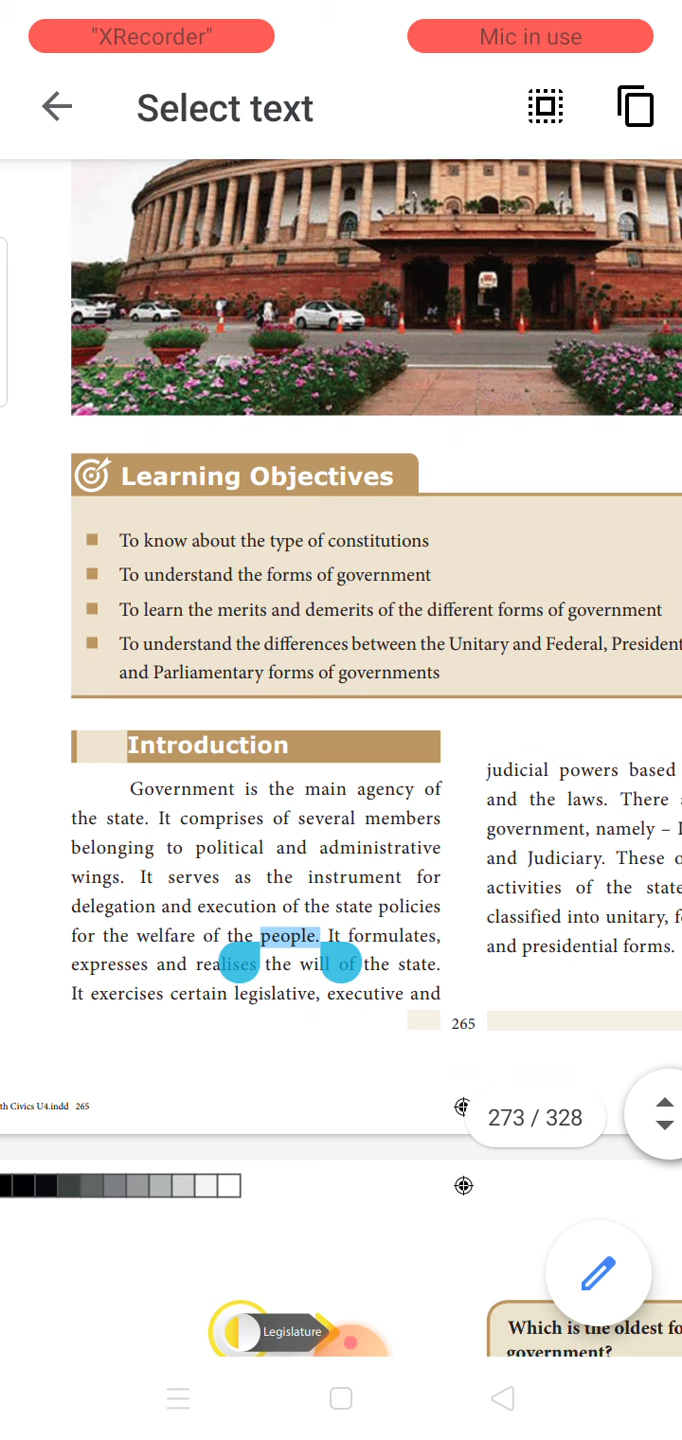 "XRecorder"
Mic in use
Select text
Learning Objectives
To know about the type of constitutions
To understand the forms of government
To learn the merits and demerits of the different forms of government
To understand the differences between the Unitary and Federal, President
and Parliamentary forms of governments
Introduction
Government is the main agency of
the state. It comprises of several members
belonging to political and administrative
wings. It serves as the instrument for
delegation and execution of the state policies
for the welfare of the people. It formulates,
expresses and realises the will of the state.
It exercises certain legislative, executive and
judicial powers based
and the laws. There
government, namely –
and Judiciary. These
activities of the state
classified into unitary,
and presidential forms.
265
th Civics U4.indd 265
273 / 328
Legislature
Which is the oldest fo
government?